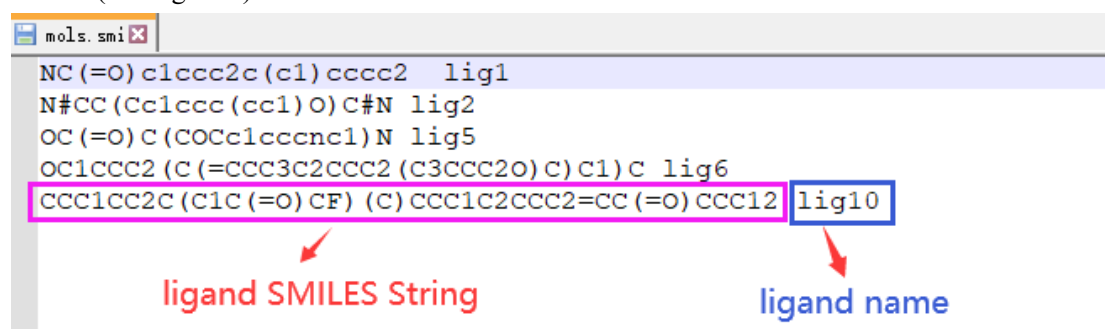 mols.smi
NC(=O)c1ccc2c(c1)cccc2 lig1
N#CC(Cc1ccc(cc1)O)C#N lig2
OC(=O)C(COCc1cccnc1)N lig5
OC1CCC2(C(=CCC3C2CCC2(C3CCC2O)C)C1)C lig6
CCC1CC2C(C1C(=O)CF)(C)CCC1C2CCC2=CC(=O)CCC12 lig10
ligand SMILES String
ligand name